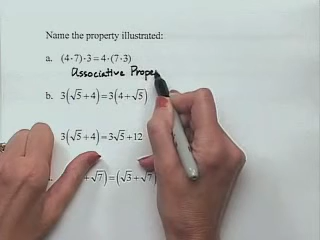 Name the property illustrated:
a. (4·7)·3=4·(7·3)
Associative Prope
b. 3(√5+4)=3(4+√5)
3(√5+4)=3√5+12
+√7)=(√3+√7